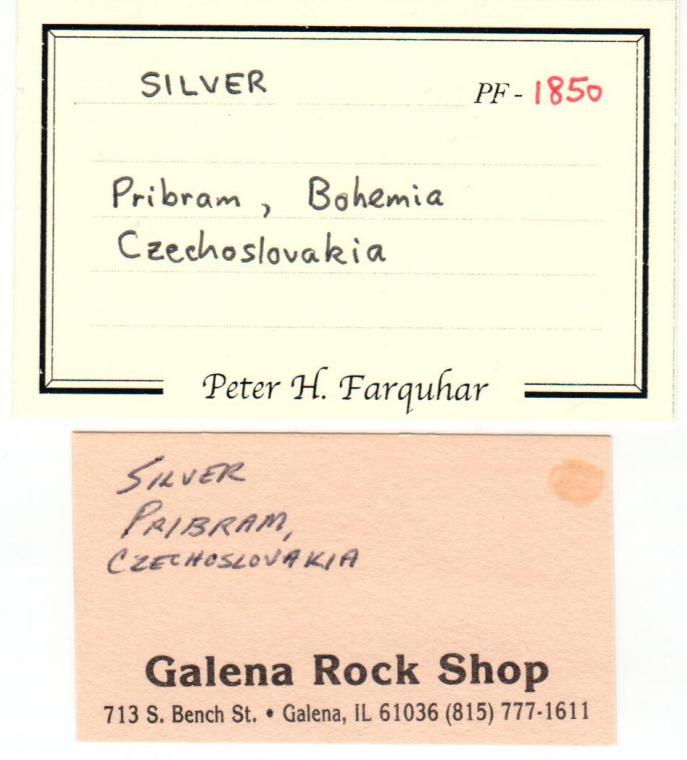 SILVER PF - 1850
Pribram, Bohemia
Czechoslovakia
Peter H. Farquhar
SILVER
PRIBRAM,
CZECHOSLOVAKIA
Galena Rock Shop
713 S. Bench St. • Galena, IL 61036 (815) 777-1611